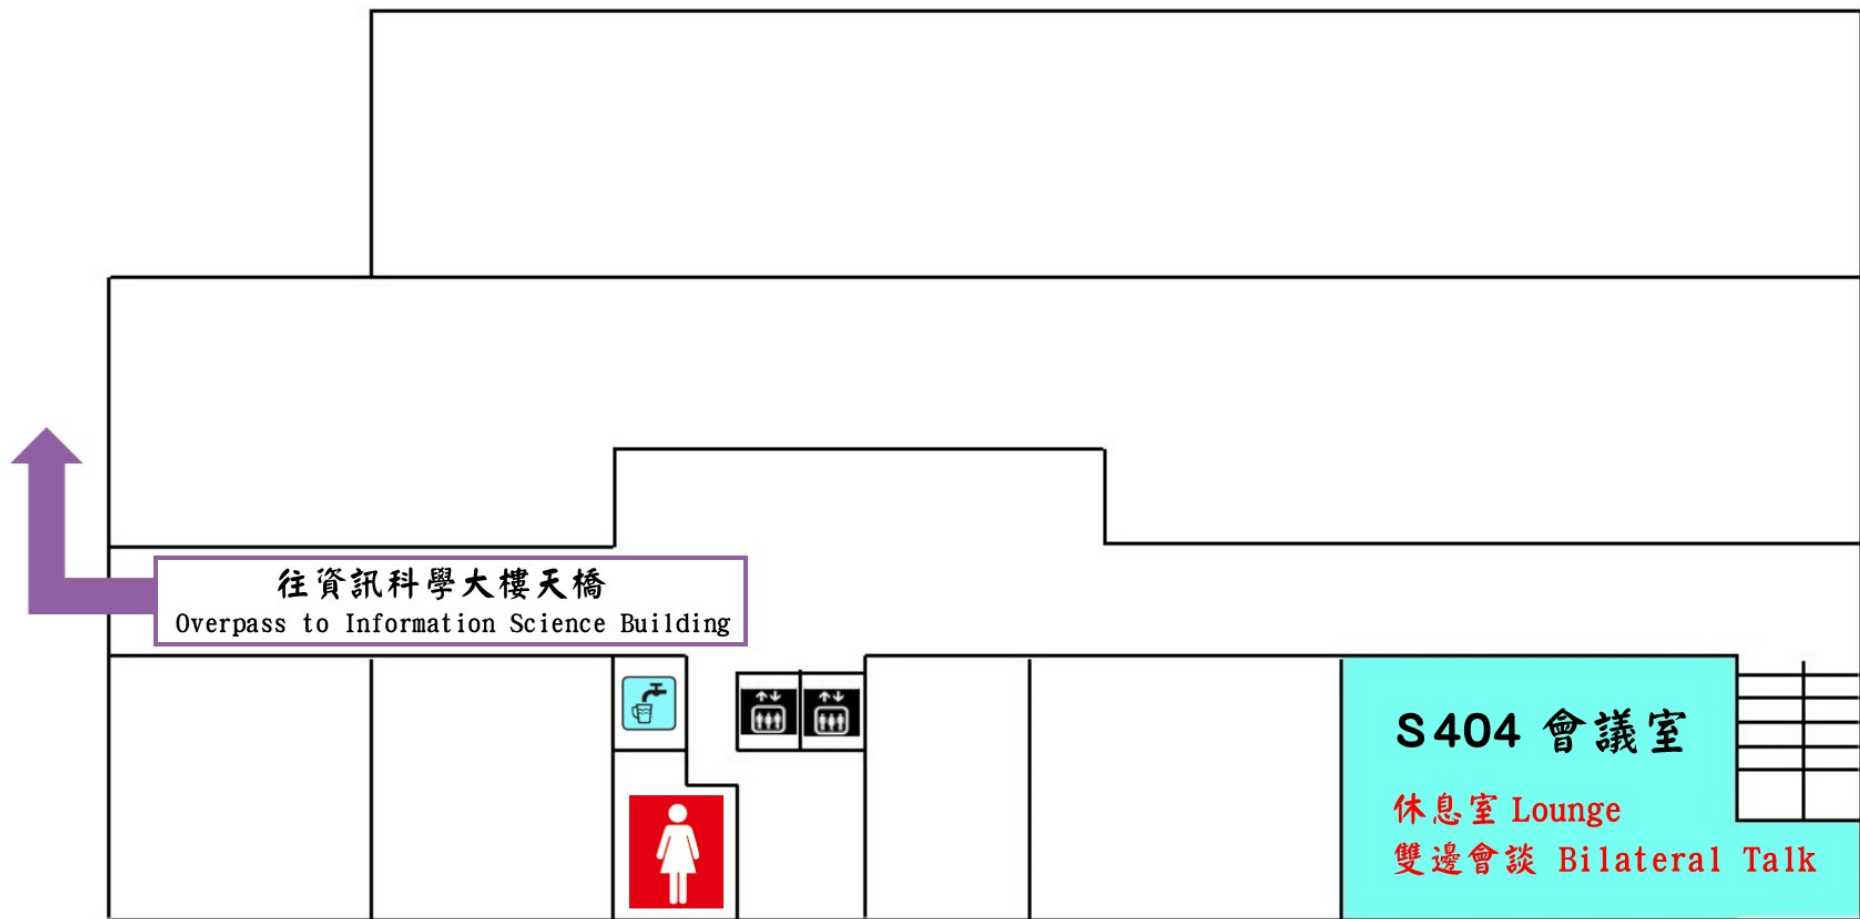 往資訊科學大樓天橋
Overpass to Information Science Building
S404 會議室
休息室 Lounge
雙邊會談 Bilateral Talk